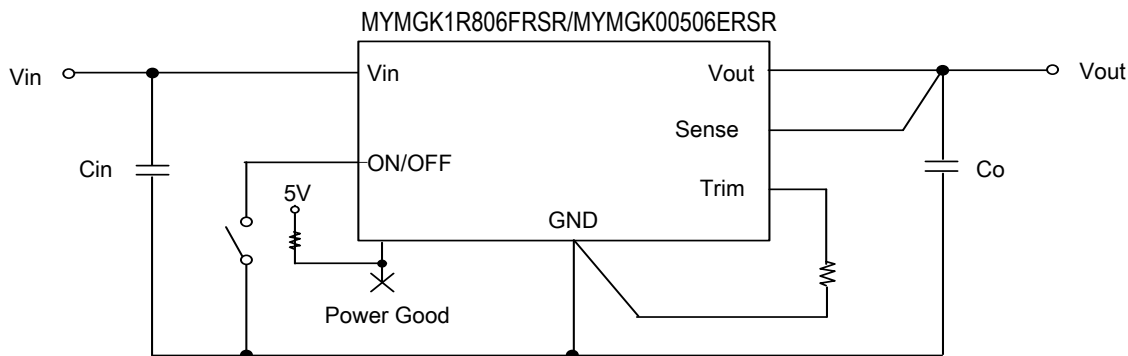 MYMGK1R806FRSR/MYMGK00506ERSR
Vin
Vin
Vout
Vout
Sense
Cin
ON/OFF
Co
5V
Trim
GND
Power Good